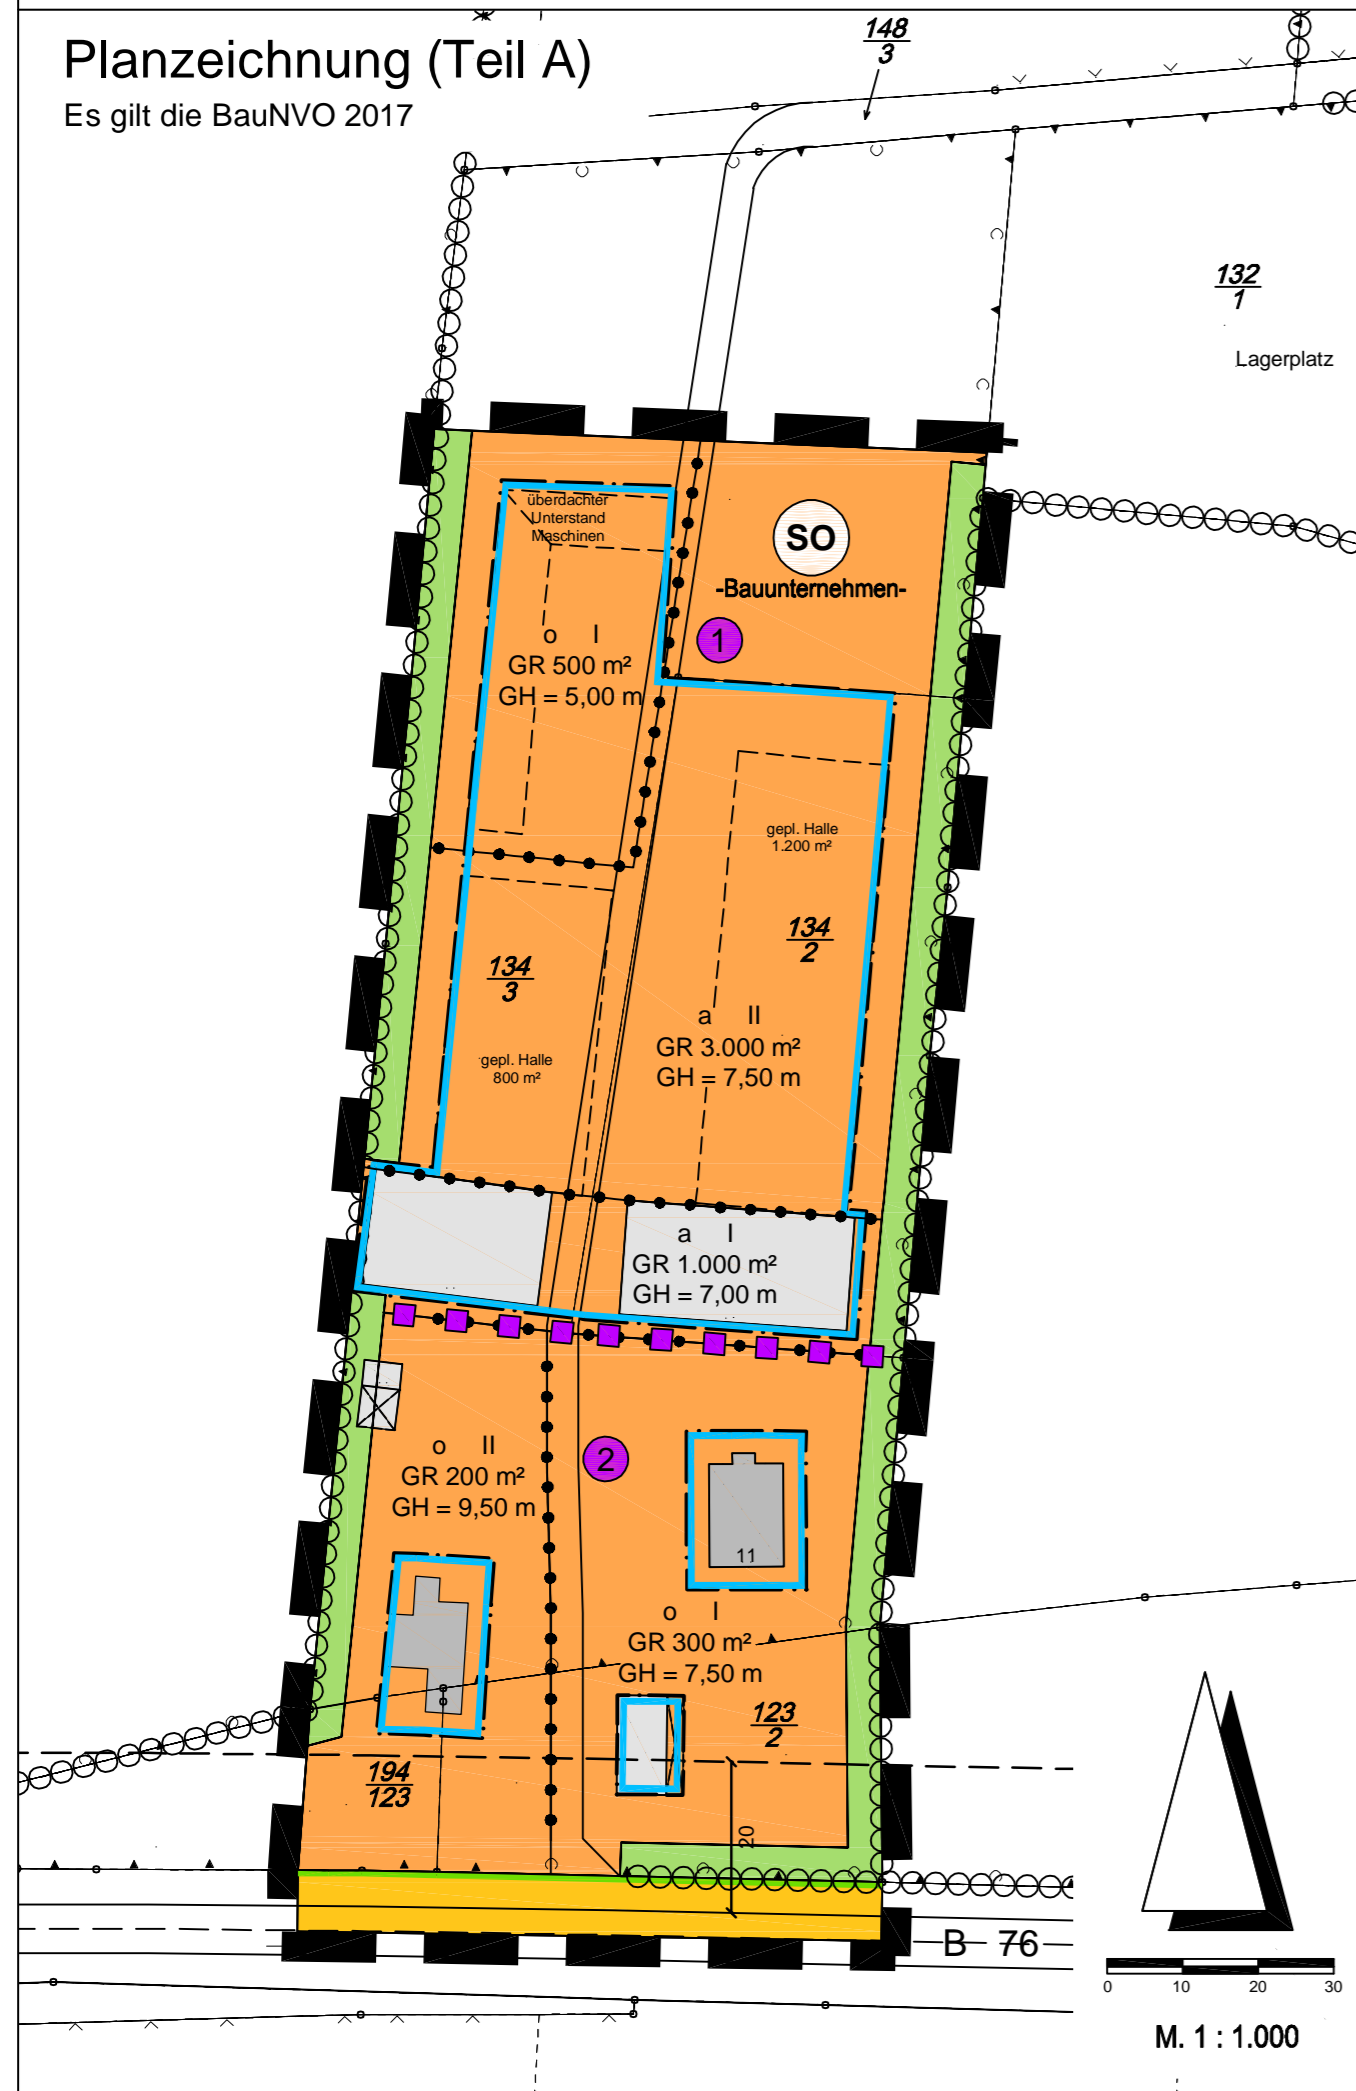 Planzeichnung (Teil A)
Es gilt die BauNVO 2017
148
3
132
1
Lagerplatz
überdachter
Unterstand
Maschinen
SO
-Bauunternehmen-
1
o I
GR 500 m²
GH = 5,00 m
gepl. Halle
1.200 m²
134
2
134
3
a II
GR 3.000 m²
GH = 7,50 m
gepl. Halle
800 m²
a I
GR 1.000 m²
GH = 7,00 m
o II
GR 200 m²
GH = 9,50 m
2
11
o I
GR 300 m²
GH = 7,50 m
123
2
194
123
20
B 76
0 10 20 30
M. 1 : 1.000